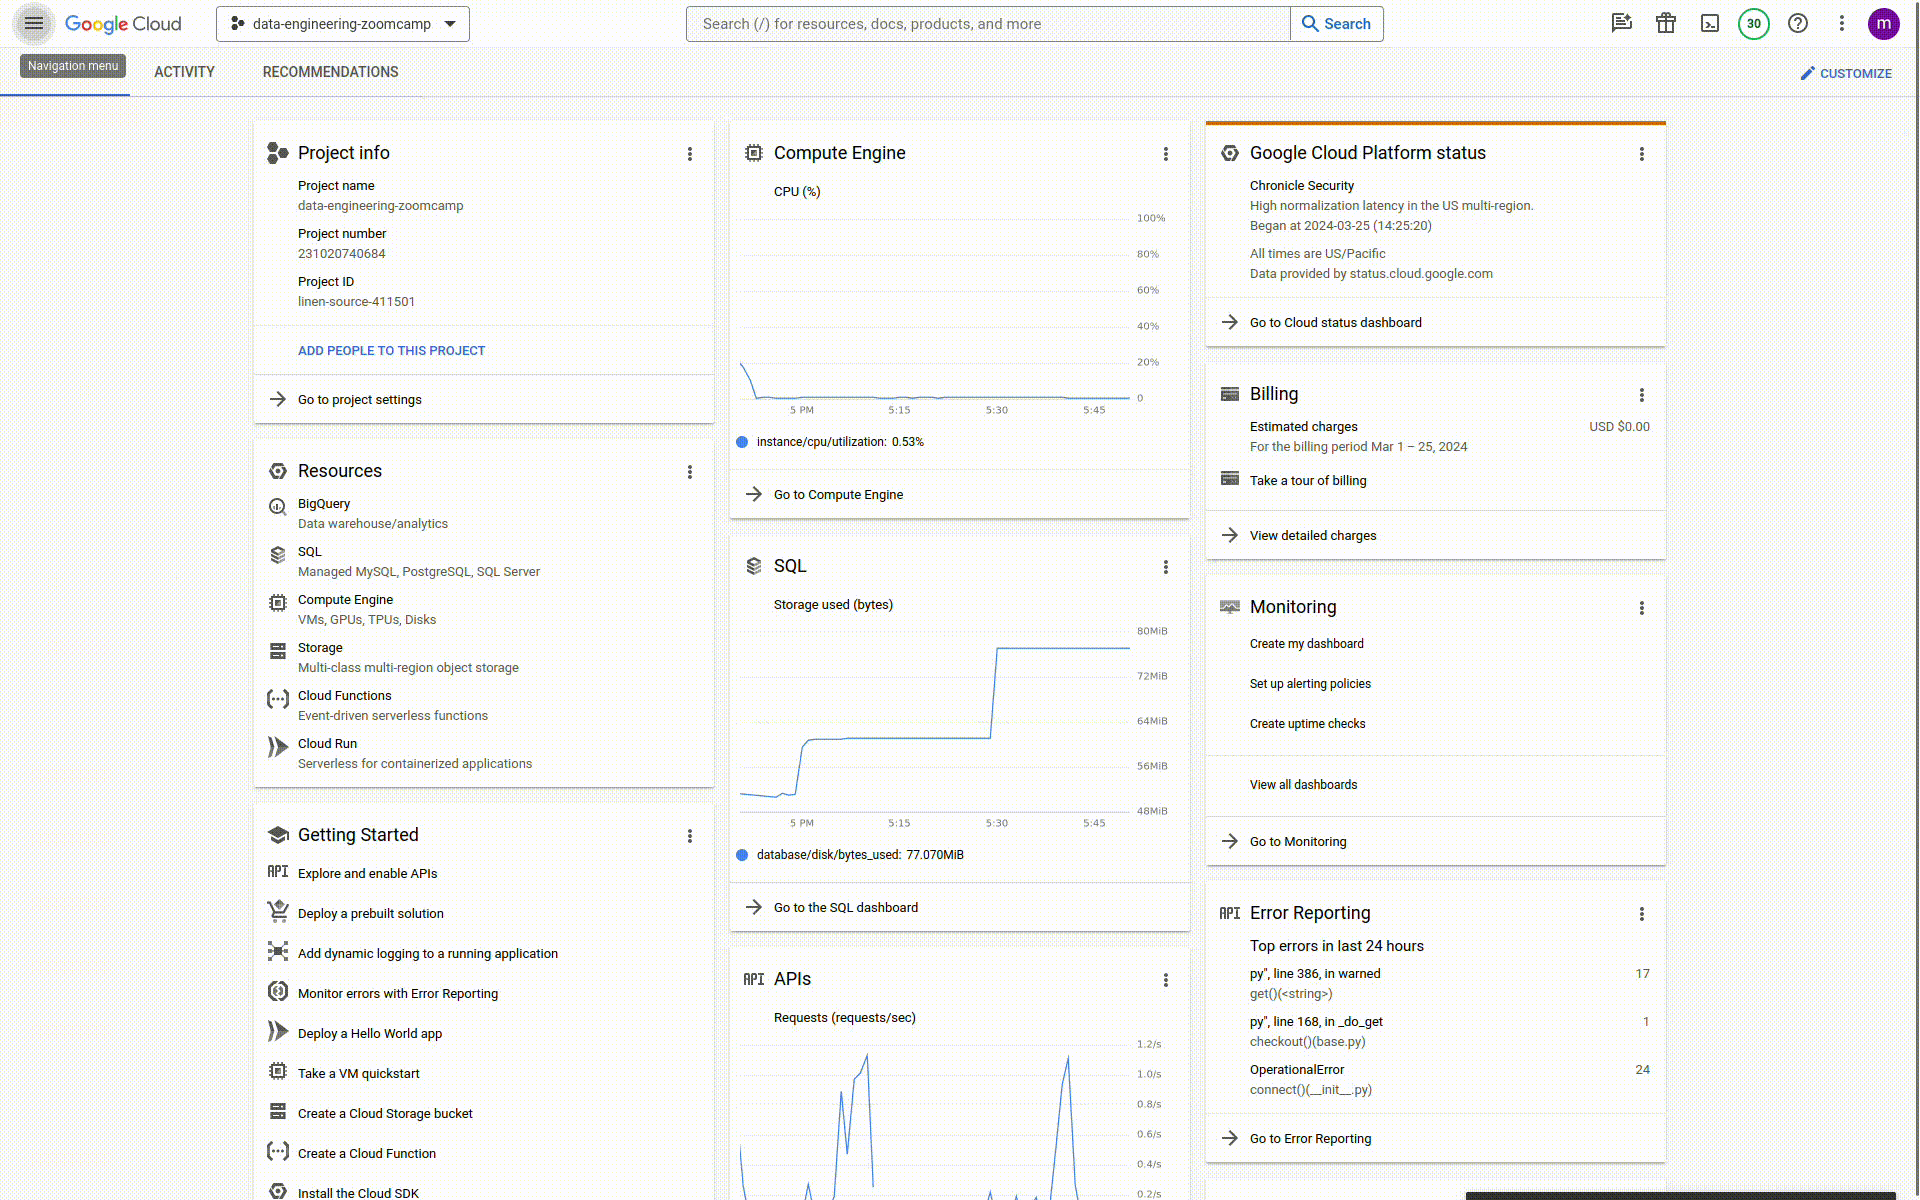 Google Cloud
data-engineering-zoomcamp
Search (/) for resources, docs, products, and more
Search
30
m
Navigation menu
ACTIVITY
RECOMMENDATIONS
CUSTOMIZE
Project info
Project name
data-engineering-zoomcamp
Project number
231020740684
Project ID
linen-source-411501
ADD PEOPLE TO THIS PROJECT
Go to project settings
Resources
BigQuery
Data warehouse/analytics
SQL
Managed MySQL, PostgreSQL, SQL Server
Compute Engine
VMs, GPUs, TPUs, Disks
Storage
Multi-class multi-region object storage
Cloud Functions
Event-driven serverless functions
Cloud Run
Serverless for containerized applications
Getting Started
API Explore and enable APIs
Deploy a prebuilt solution
Add dynamic logging to a running application
Monitor errors with Error Reporting
Deploy a Hello World app
Take a VM quickstart
Create a Cloud Storage bucket
Create a Cloud Function
Install the Cloud SDK
Compute Engine
CPU (%)
100%
80%
60%
40%
20%
0
5 PM 5:15 5:30 5:45
instance/cpu/utilization: 0.53%
Go to Compute Engine
SQL
Storage used (bytes)
80MiB
72MiB
64MiB
56MiB
48MiB
5 PM 5:15 5:30 5:45
database/disk/bytes_used: 77.070MiB
Go to the SQL dashboard
API APIs
Requests (requests/sec)
1.2/s
1.0/s
0.8/s
0.6/s
0.4/s
0.2/s
Google Cloud Platform status
Chronicle Security
High normalization latency in the US multi-region.
Began at 2024-03-25 (14:25:20)
All times are US/Pacific
Data provided by status.cloud.google.com
Go to Cloud status dashboard
Billing
Estimated charges USD $0.00
For the billing period Mar 1 – 25, 2024
Take a tour of billing
View detailed charges
Monitoring
Create my dashboard
Set up alerting policies
Create uptime checks
View all dashboards
Go to Monitoring
API Error Reporting
Top errors in last 24 hours
py", line 386, in warned 17
get()(<string>)
py", line 168, in _do_get 1
checkout()(base.py)
OperationalError 24
connect()(__init__.py)
Go to Error Reporting